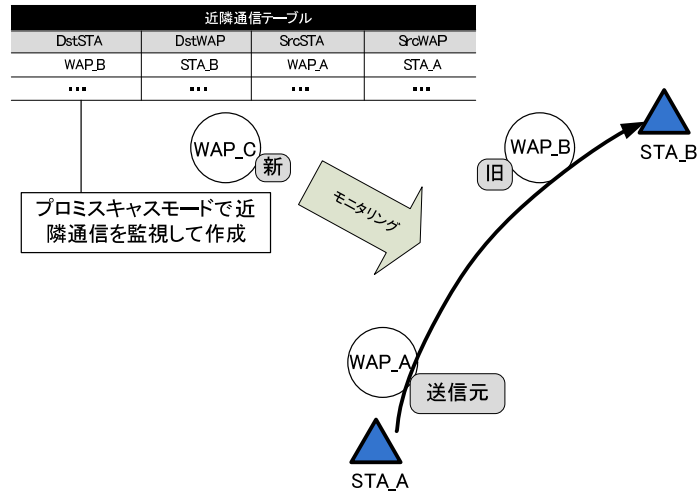 近隣通信テーブル
DstSTA DstWAP SrcSTA SrcWAP
WAP_B STA_B WAP_A STA_A
... ... ... ...
WAP_C
新
WAP_B
旧
STA_B
モニタリング
プロミスキャスモードで近
隣通信を監視して作成
WAP_A
送信元
STA_A